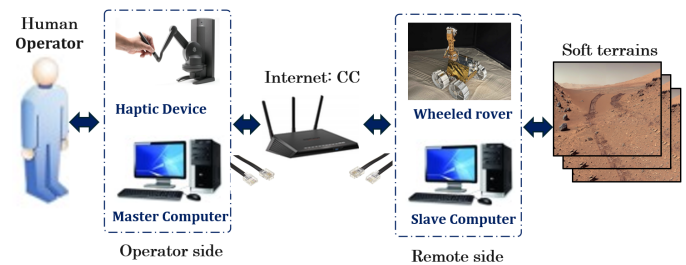 Human
Operator
Haptic Device
Master Computer
Operator side
Internet: CC
Wheeled rover
Slave Computer
Remote side
Soft terrains